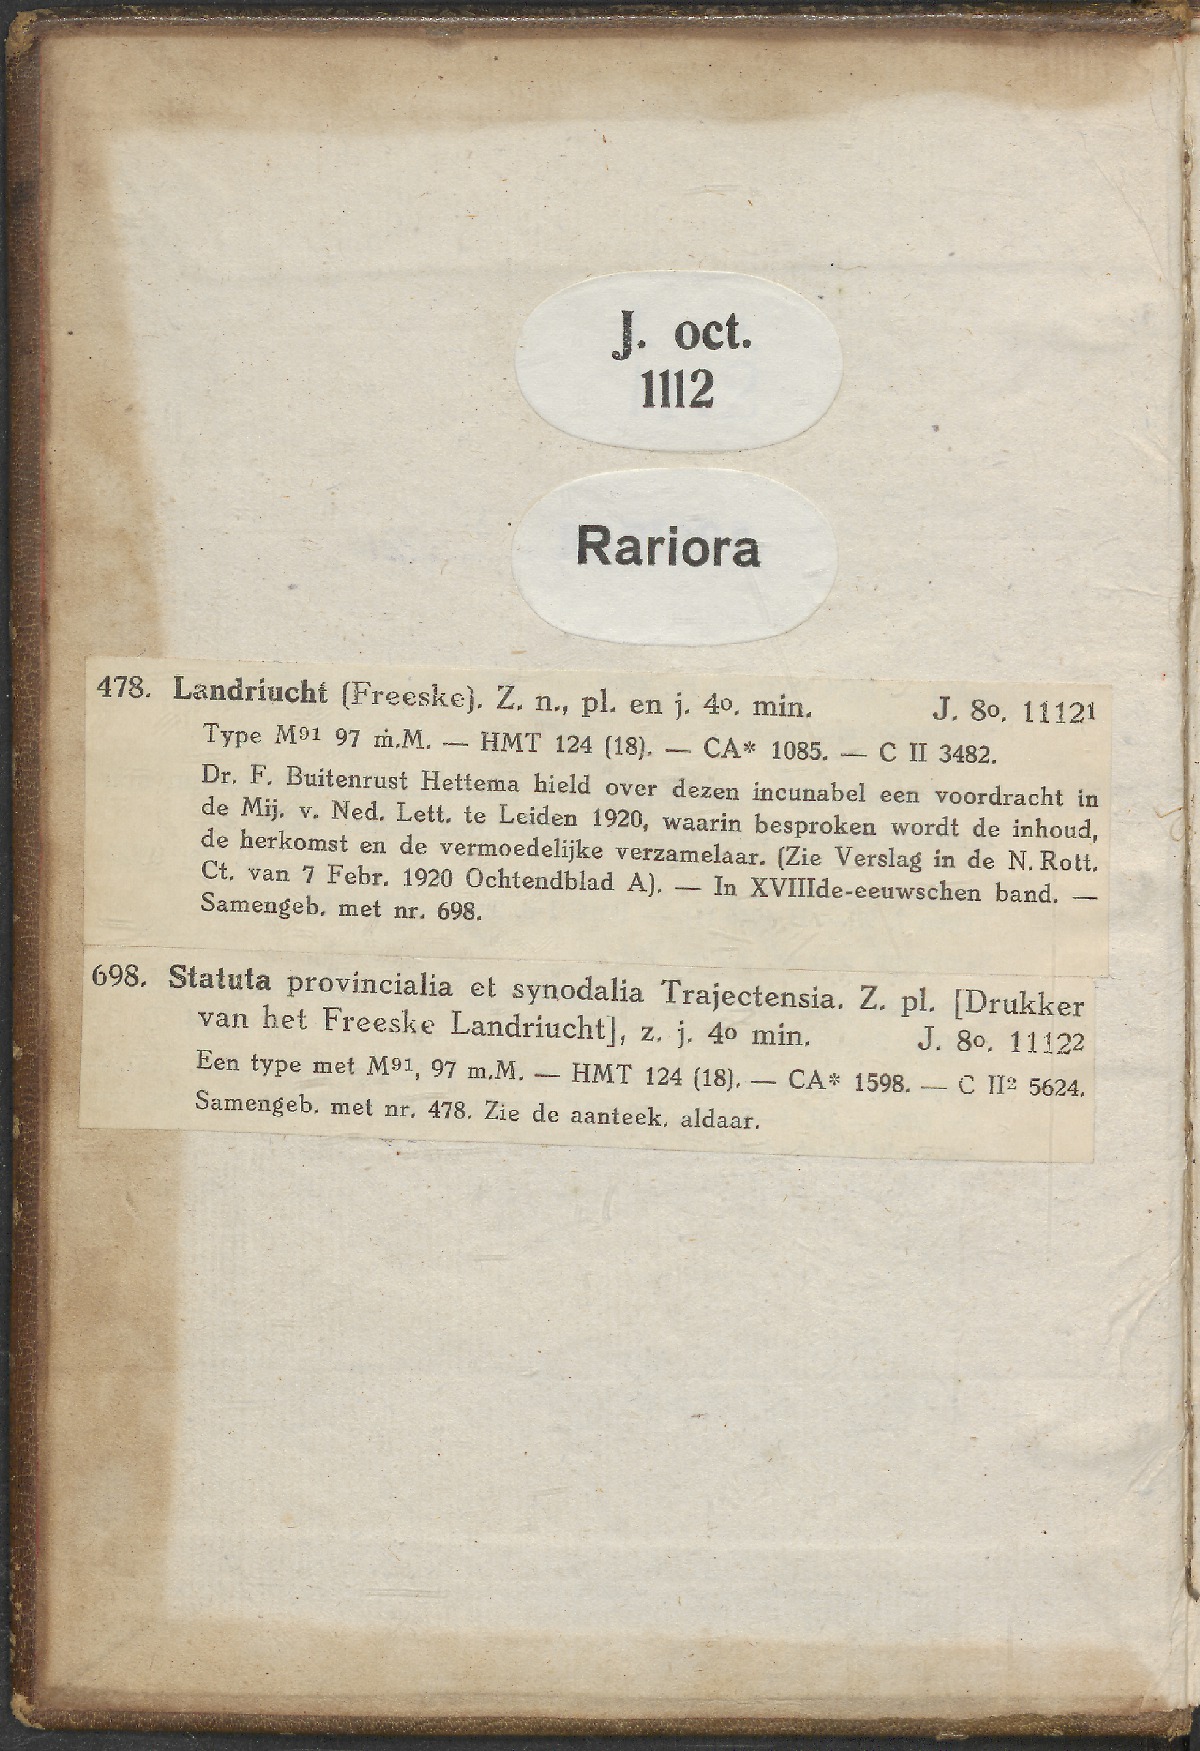 J. oct.
1112
Rariora
478. Landriucht (Freeske). Z. n., pl. en j. 4º. min. J. 8º. 1112¹
Type M⁹¹ 97 m.M. — HMT 124 (18). — CA* 1085. — C II 3482.
Dr. F. Buitenrust Hettema hield over dezen incunabel een voordracht in
de Mij. v. Ned. Lett. te Leiden 1920, waarin besproken wordt de inhoud,
de herkomst en de vermoedelijke verzamelaar. (Zie Verslag in de N. Rott.
Ct. van 7 Febr. 1920 Ochtendblad A). — In XVIIIde-eeuwschen band. —
Samengeb. met nr. 698.
698. Statuta provincialia et synodalia Trajectensia. Z. pl. [Drukker
van het Freeske Landriucht], z. j. 4º min. J. 8º. 1112²
Een type met M⁹¹, 97 m.M. — HMT 124 (18). — CA* 1598. — C II² 5624.
Samengeb. met nr. 478. Zie de aanteek. aldaar.